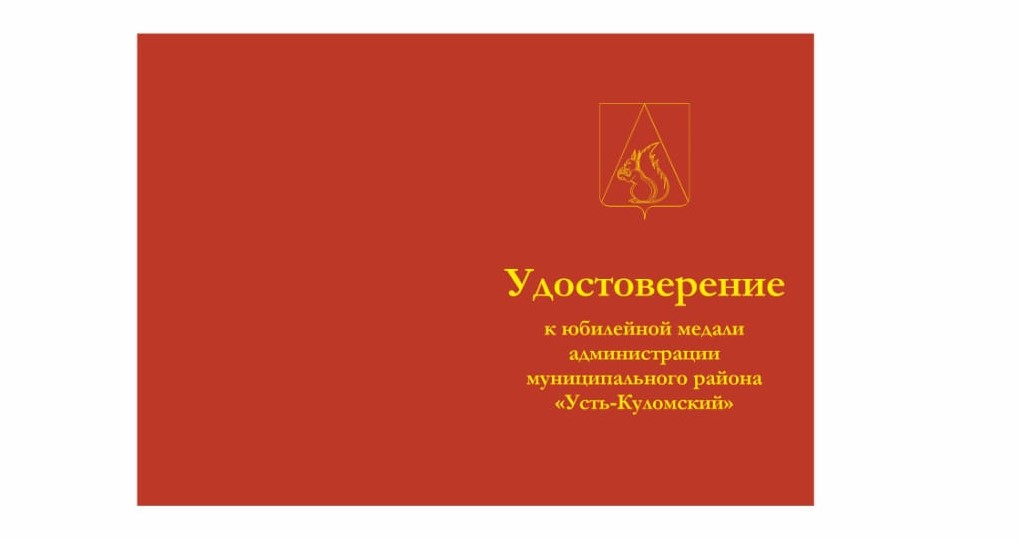 Удостоверение
к юбилейной медали
администрации
муниципального района
«Усть-Куломский»